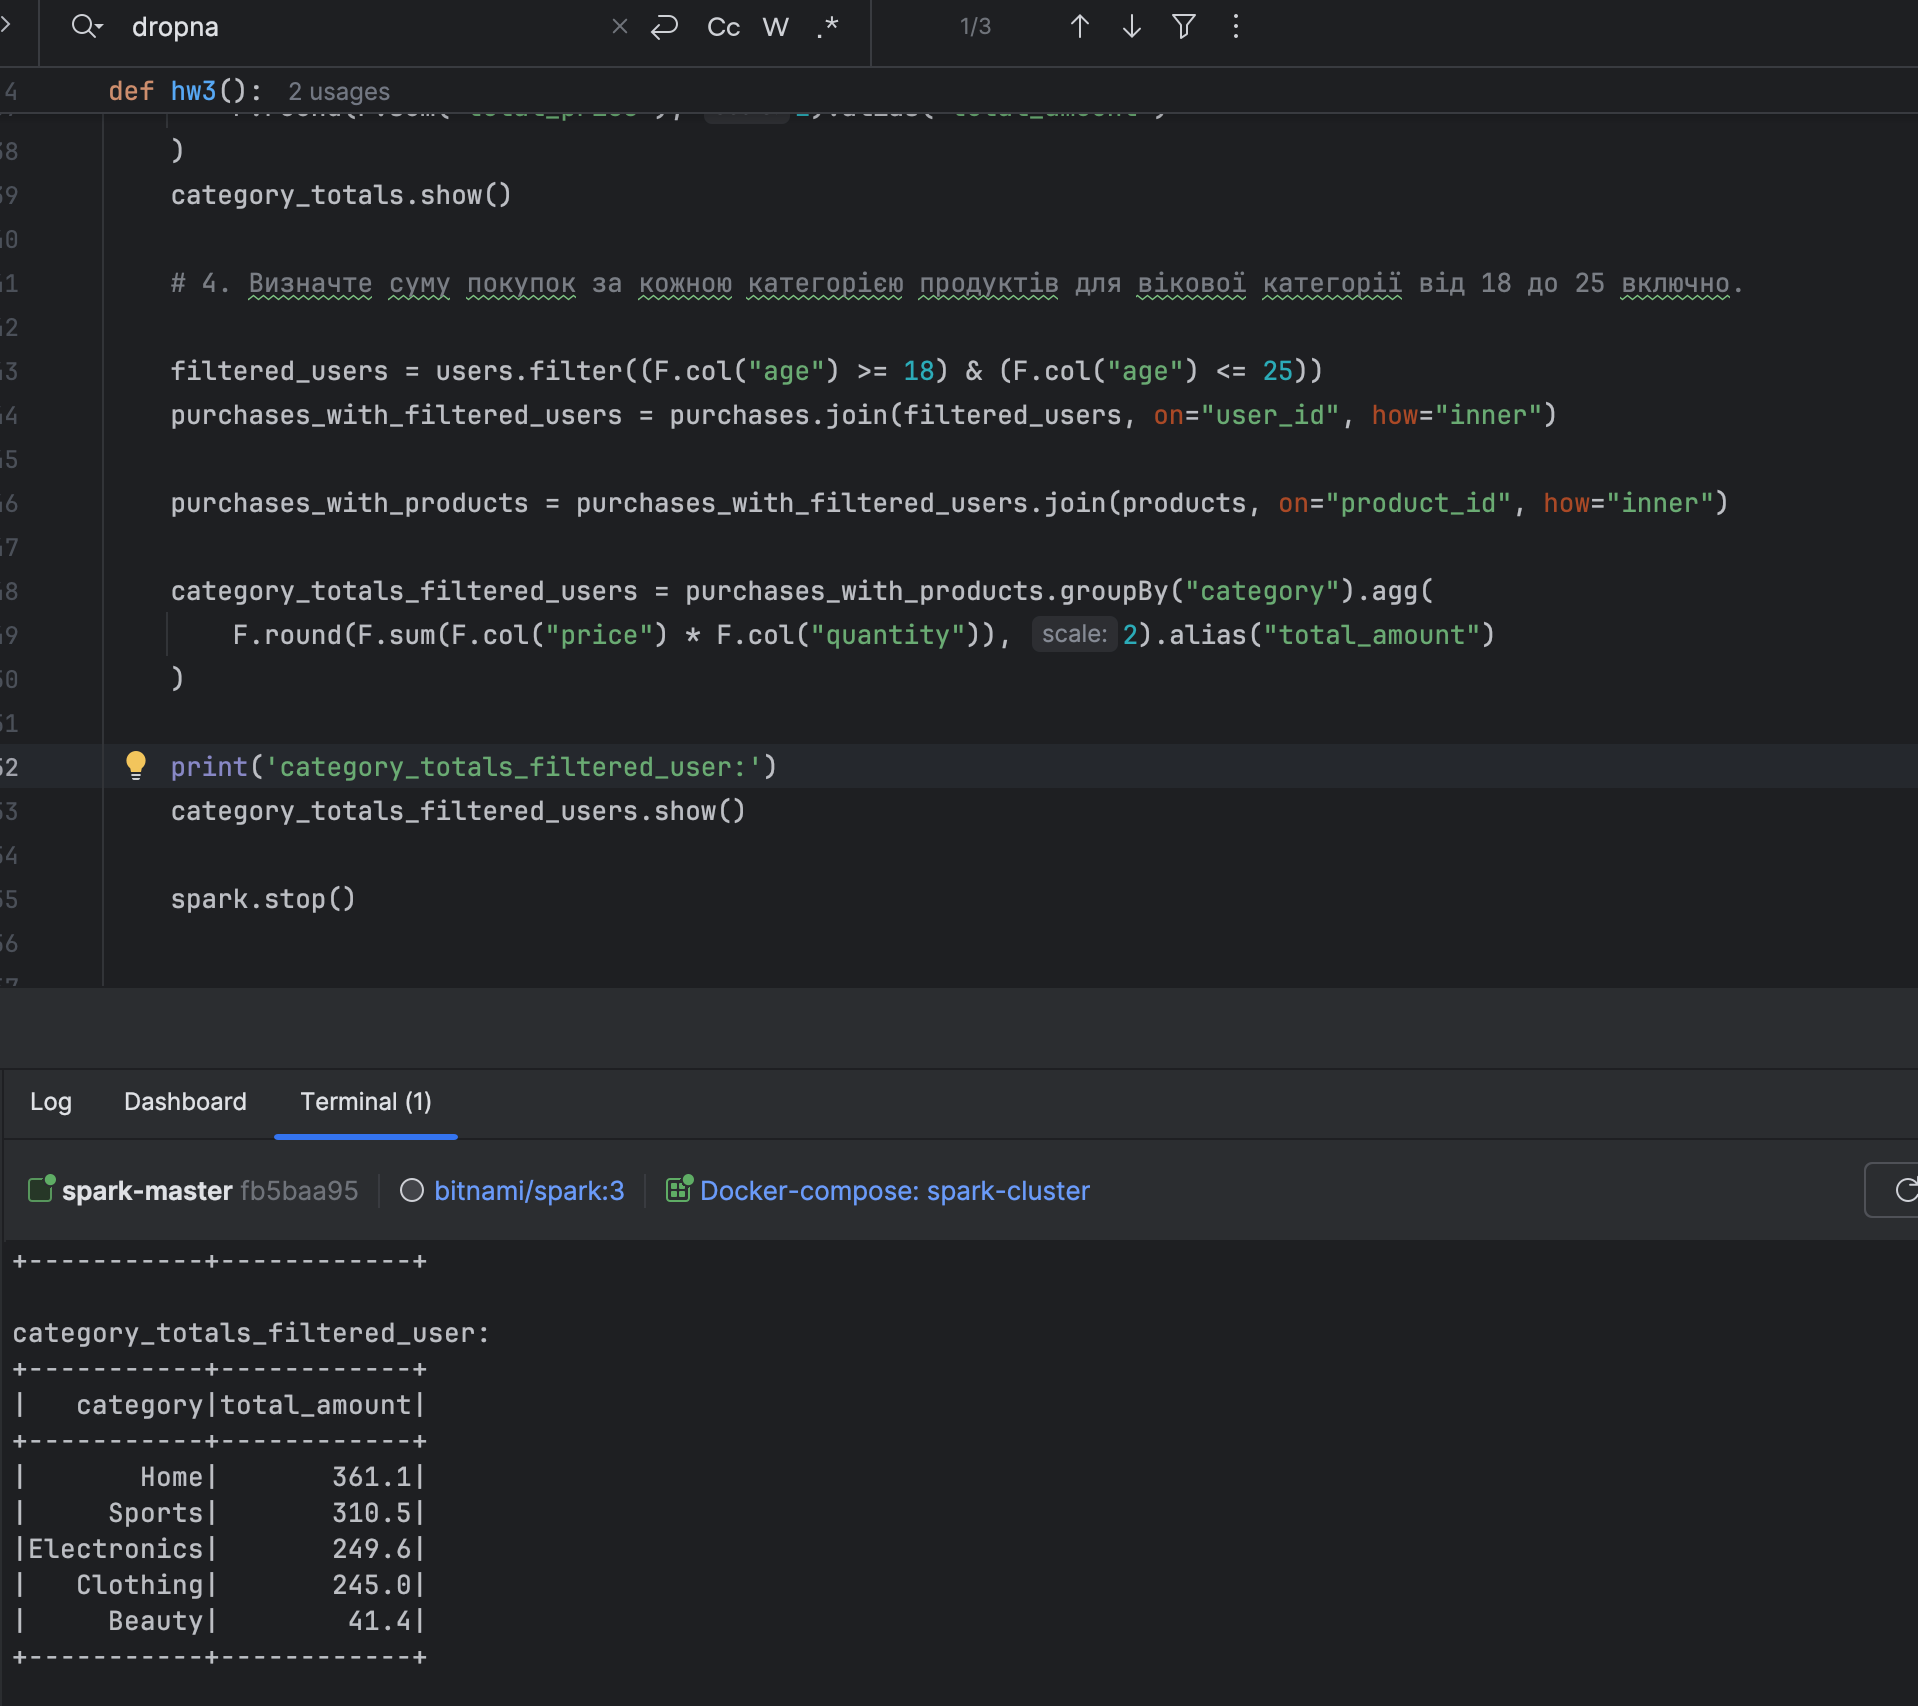 dropna × Cc W .* 1/3
4 def hw3(): 2 usages
)
category_totals.show()
# 4. Визначте суму покупок за кожною категорією продуктів для вікової категорії від 18 до 25 включно.
filtered_users = users.filter((F.col("age") >= 18) & (F.col("age") <= 25))
purchases_with_filtered_users = purchases.join(filtered_users, on="user_id", how="inner")
purchases_with_products = purchases_with_filtered_users.join(products, on="product_id", how="inner")
category_totals_filtered_users = purchases_with_products.groupBy("category").agg(
F.round(F.sum(F.col("price") * F.col("quantity")), scale: 2).alias("total_amount")
)
print('category_totals_filtered_user:')
category_totals_filtered_users.show()
spark.stop()
Log Dashboard Terminal (1)
spark-master fb5baa95 bitnami/spark:3 Docker-compose: spark-cluster
+-----------+------------+
category_totals_filtered_user:
+-----------+------------+
|   category|total_amount|
+-----------+------------+
|       Home|       361.1|
|     Sports|       310.5|
|Electronics|       249.6|
|   Clothing|       245.0|
|     Beauty|        41.4|
+-----------+------------+